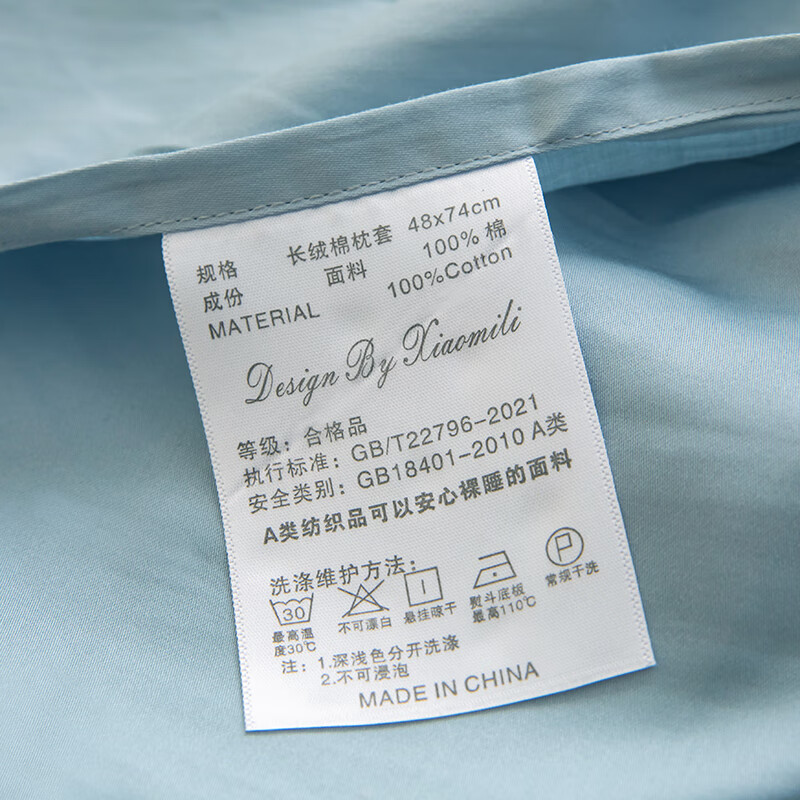 规格 长绒棉枕套 48x74cm
成份 面料 100% 棉
MATERIAL 100%Cotton
Design By Xiaomili
等级：合格品
执行标准：GB/T22796-2021
安全类别：GB18401-2010 A类
A类纺织品可以安心裸睡的面料
洗涤维护方法：
30 P
最高温度30℃ 不可漂白 悬挂晾干 熨斗底板最高110℃ 常规干洗
注：1.深浅色分开洗涤
2.不可浸泡
MADE IN CHINA